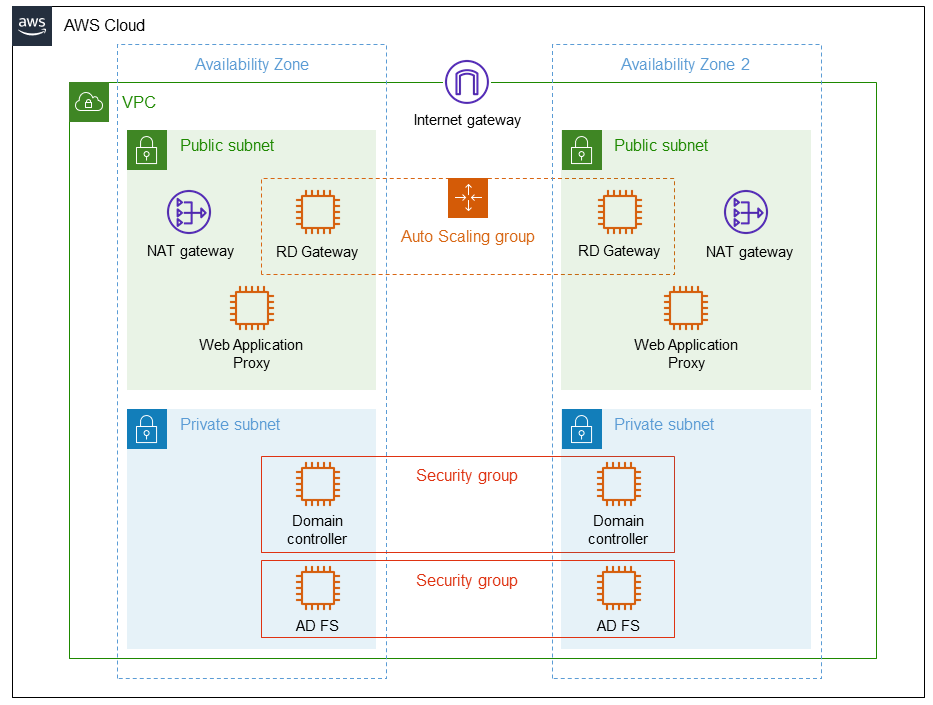 aws
AWS Cloud
Availability Zone
Availability Zone 2
VPC
Internet gateway
Public subnet
Public subnet
NAT gateway
RD Gateway
Auto Scaling group
RD Gateway
NAT gateway
Web Application
Proxy
Web Application
Proxy
Private subnet
Private subnet
Security group
Domain
controller
Domain
controller
Security group
AD FS
AD FS